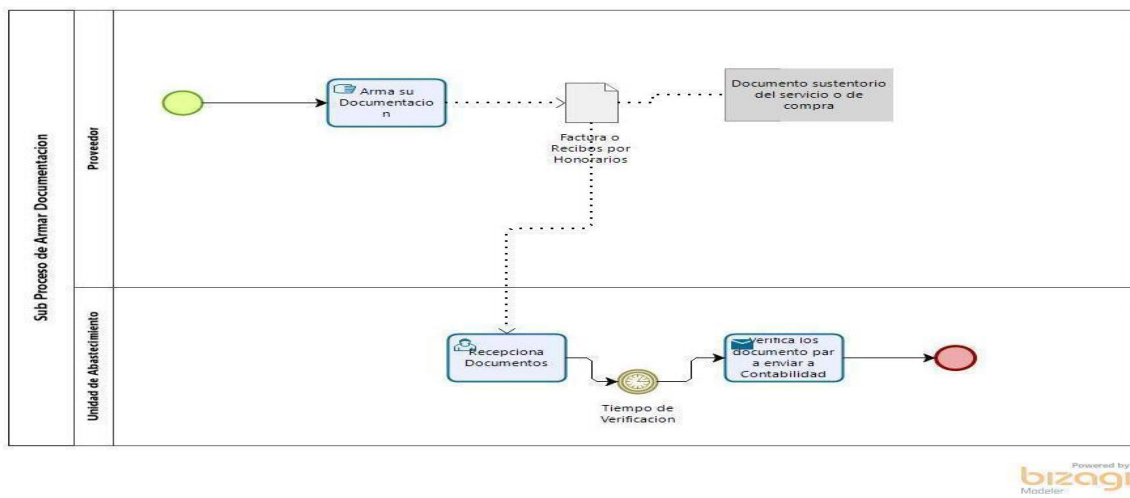 Sub Proceso de Armar Documentacion
Proveedor
Arma su
Documentacio
n
Factura o
Recibos por
Honorarios
Documento sustentorio
del servicio o de
compra
Unidad de Abastecimiento
Recepciona
Documentos
Tiempo de
Verificacion
Verifica los
documento par
a enviar a
Contabilidad
Powered by
bizagi
Modeler